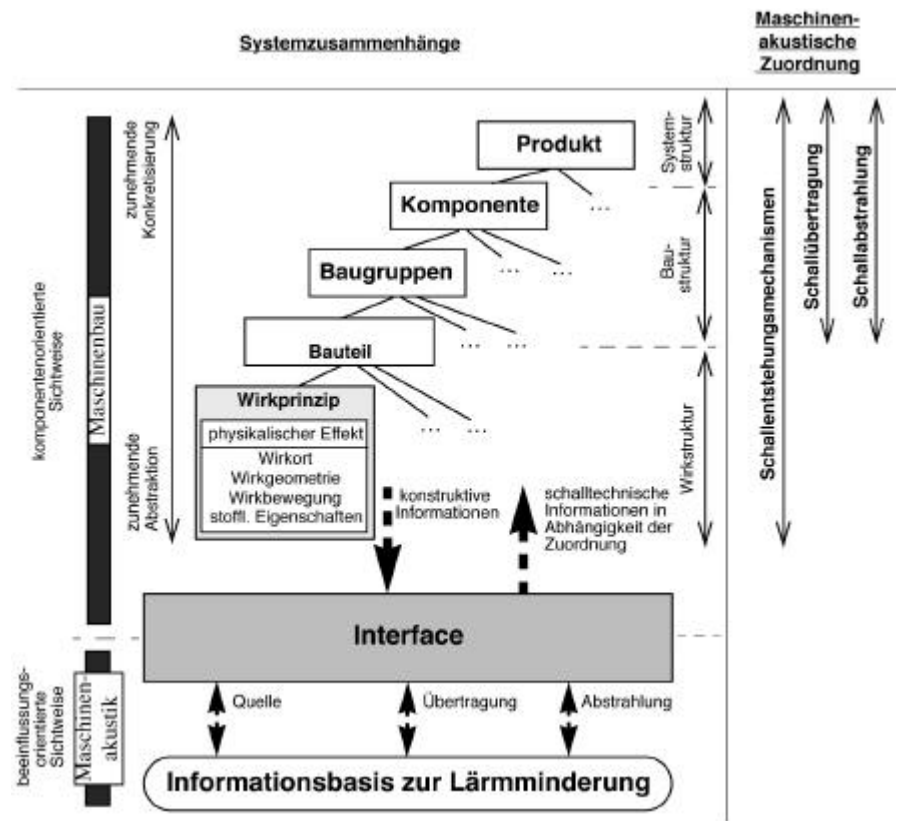 Systemzusammenhänge
Maschinen-
akustische
Zuordnung
komponentenorientierte
Sichtweise
Maschinenbau
zunehmende
Konkretisierung
zunehmende
Abstraktion
Produkt
...
Komponente
...
...
Baugruppen
...
...
Bauteil
...
...
Wirkprinzip
physikalischer Effekt
Wirkort
Wirkgeometrie
Wirkbewegung
stoffl. Eigenschaften
konstruktive
Informationen
schalltechnische
Informationen in
Abhängigkeit der
Zuordnung
System-
struktur
Bau-
struktur
Wirkstruktur
Schallentstehungsmechanismen
Schallübertragung
Schallabstrahlung
Interface
beeinflussungs-
orientierte
Sichtweise
Maschinen-
akustik
Quelle
Übertragung
Abstrahlung
Informationsbasis zur Lärmminderung